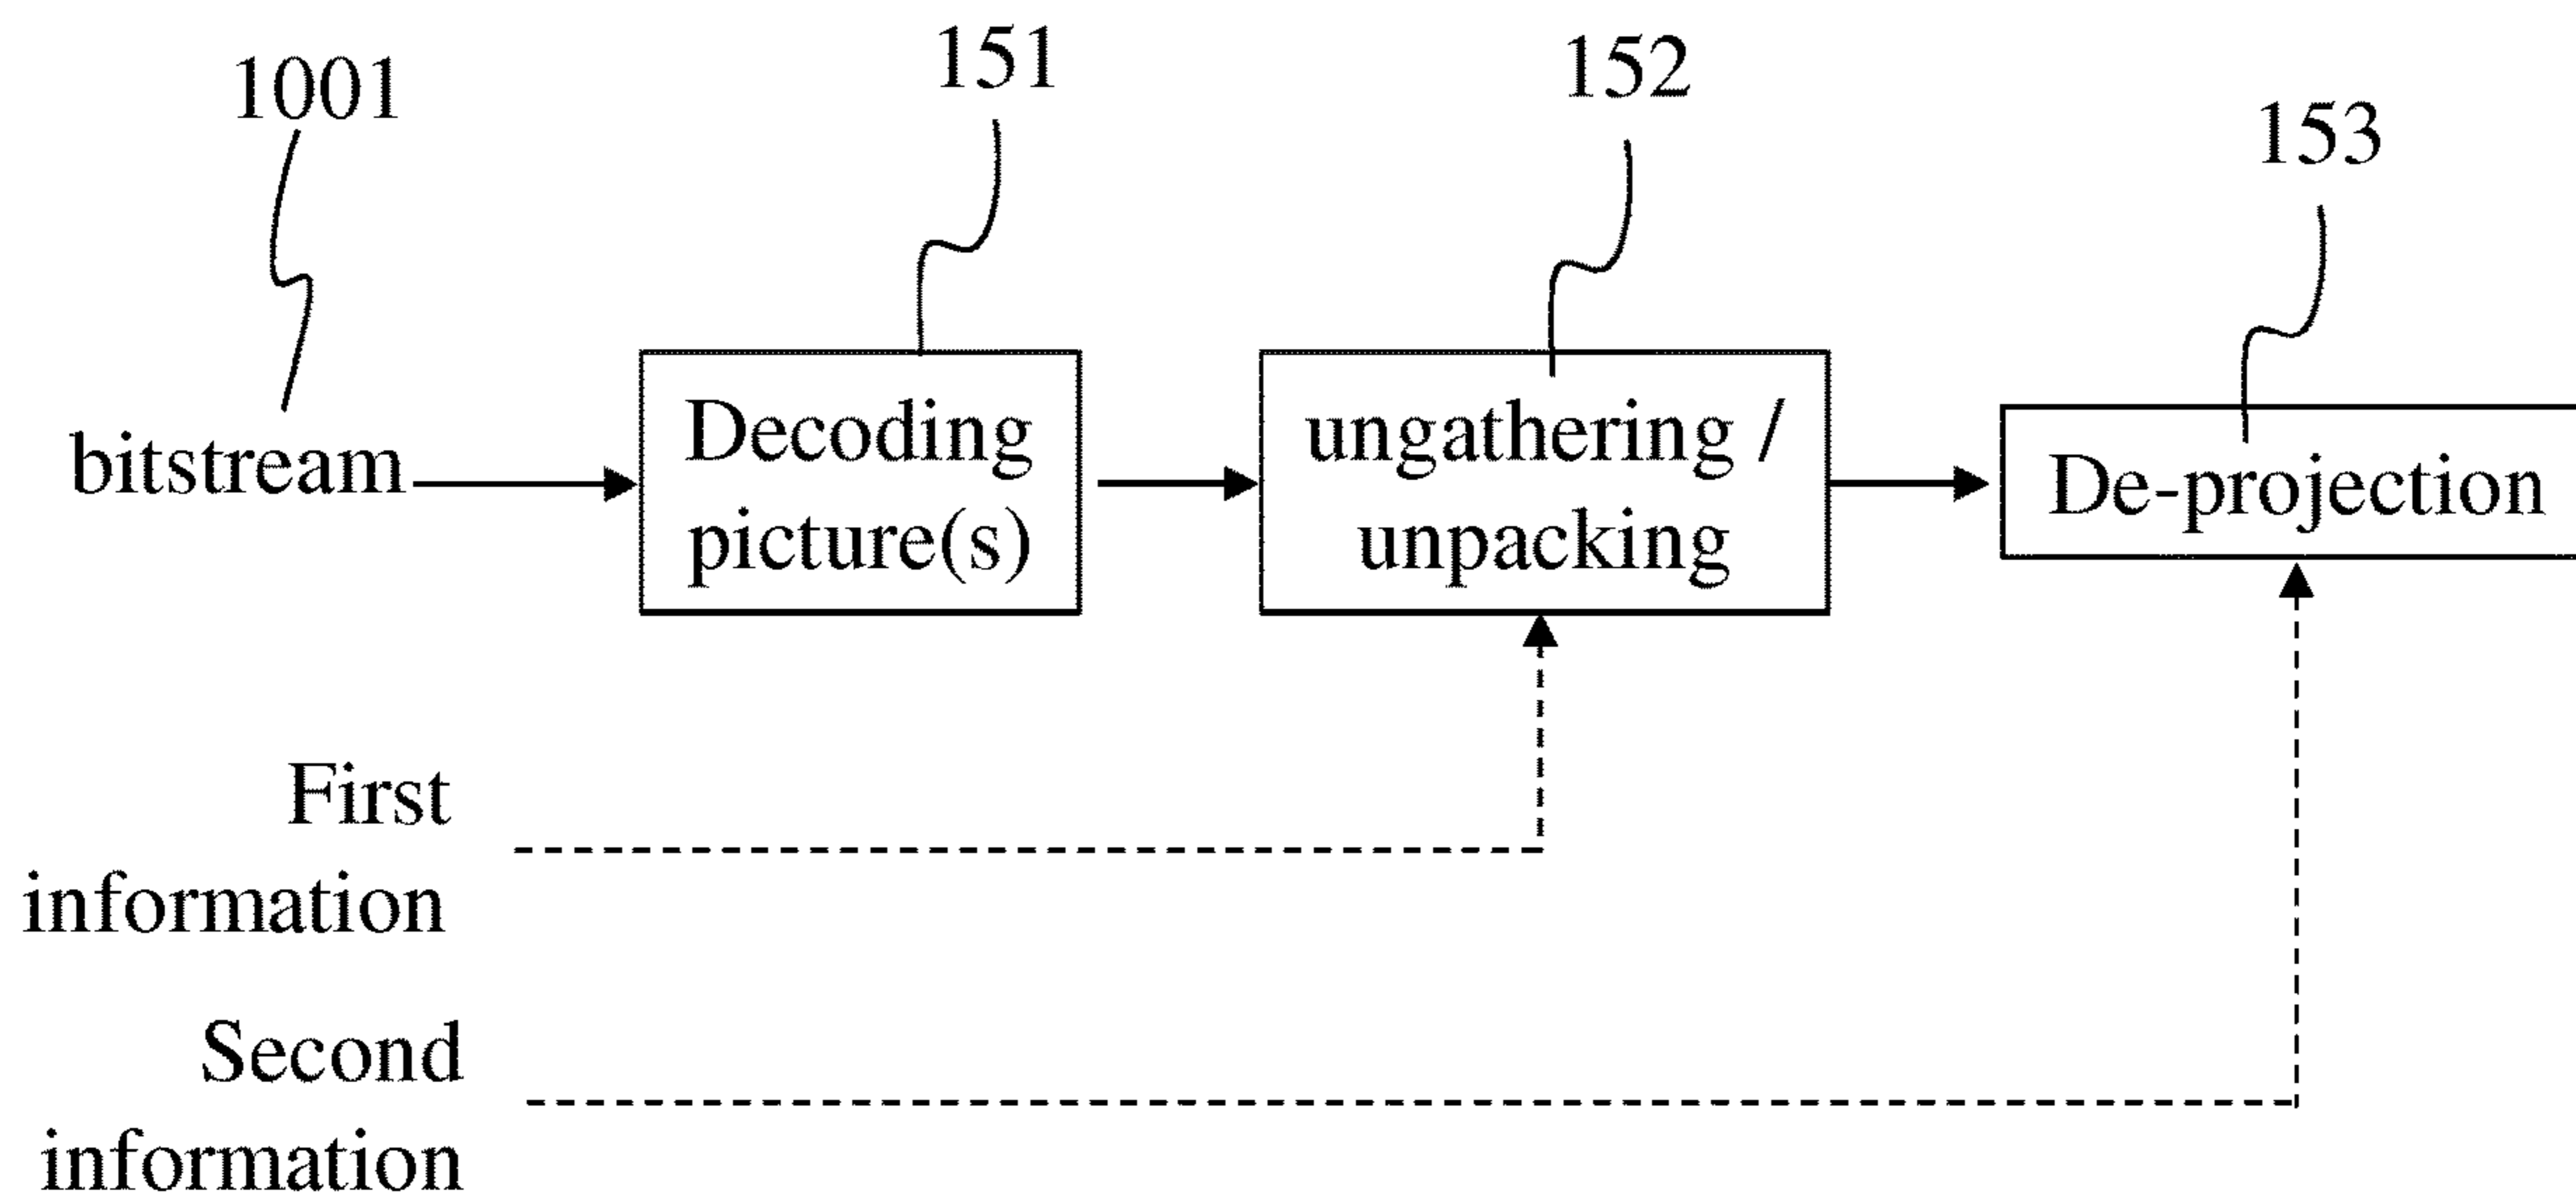 1001
151
152
153
bitstream
Decoding
picture(s)
ungathering /
unpacking
De-projection
First
information
Second
information